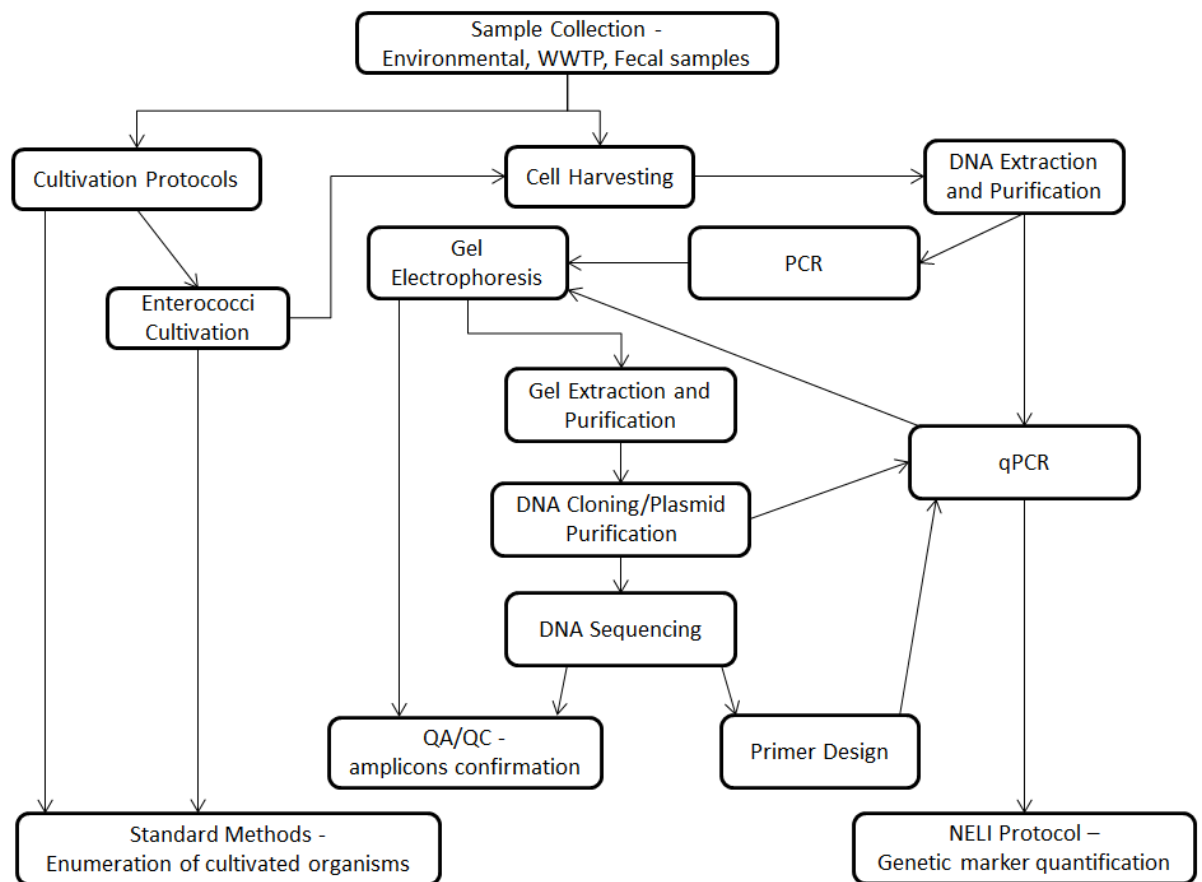 Sample Collection -
Environmental, WWTP, Fecal samples
Cultivation Protocols
Cell Harvesting
DNA Extraction
and Purification
Gel
Electrophoresis
PCR
Enterococci
Cultivation
Gel Extraction and
Purification
qPCR
DNA Cloning/Plasmid
Purification
DNA Sequencing
QA/QC -
amplicons confirmation
Primer Design
Standard Methods -
Enumeration of cultivated organisms
NELI Protocol –
Genetic marker quantification